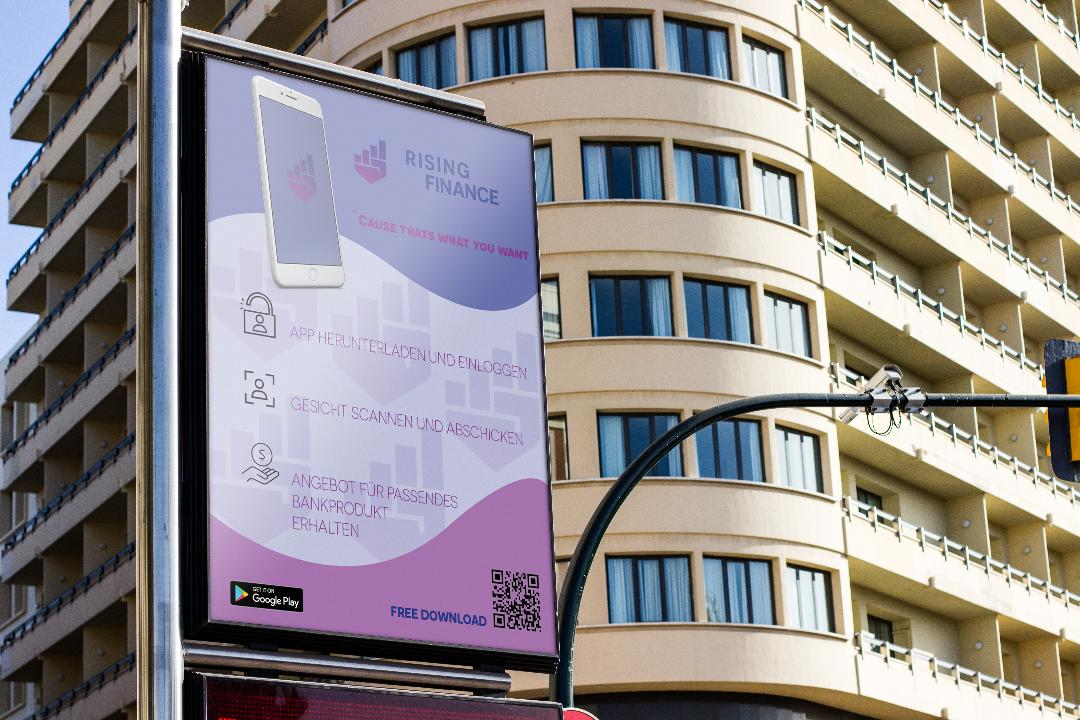 RISING
FINANCE
"CAUSE THATS WHAT YOU WANT
APP HERUNTERLADEN UND EINLOGGEN
GESICHT SCANNEN UND ABSCHICKEN
$
ANGEBOT FÜR PASSENDES
BANKPRODUKT
ERHALTEN
GET IT ON
Google Play
FREE DOWNLOAD